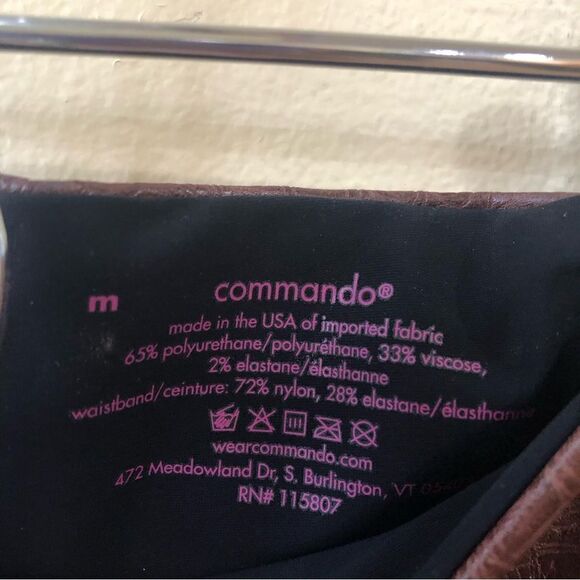 m
commando®
made in the USA of imported fabric
65% polyurethane/polyuréthane, 33% viscose,
2% elastane/élasthanne
waistband/ceinture: 72% nylon, 28% elastane/élasthanne
wearcommando.com
472 Meadowland Dr, S. Burlington, VT
RN# 115807